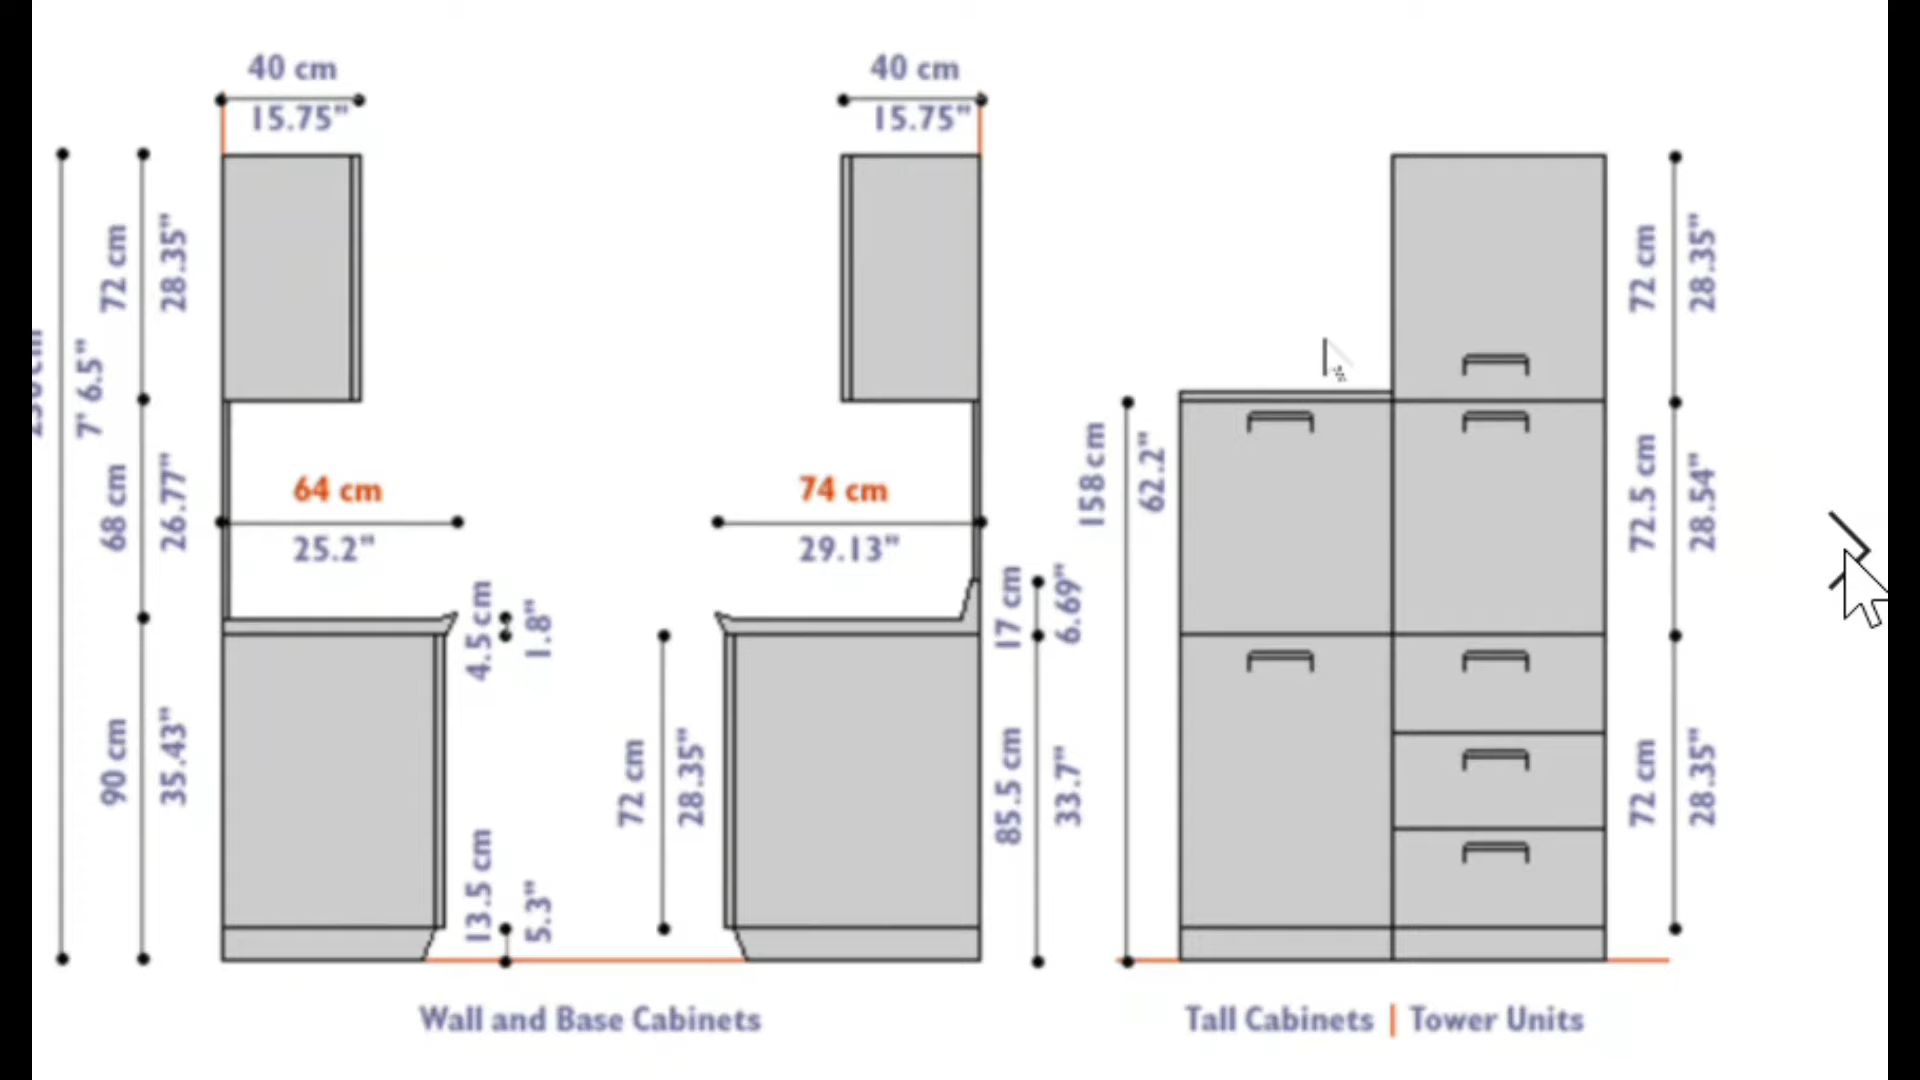 40 cm
15.75"
40 cm
15.75"
7' 6.5"
72 cm
28.35"
68 cm
26.77"
90 cm
35.43"
64 cm
25.2"
74 cm
29.13"
4.5 cm
1.8"
13.5 cm
5.3"
72 cm
28.35"
17 cm
6.69"
85.5 cm
33.7"
158 cm
62.2"
72 cm
28.35"
72.5 cm
28.54"
72 cm
28.35"
Wall and Base Cabinets
Tall Cabinets | Tower Units